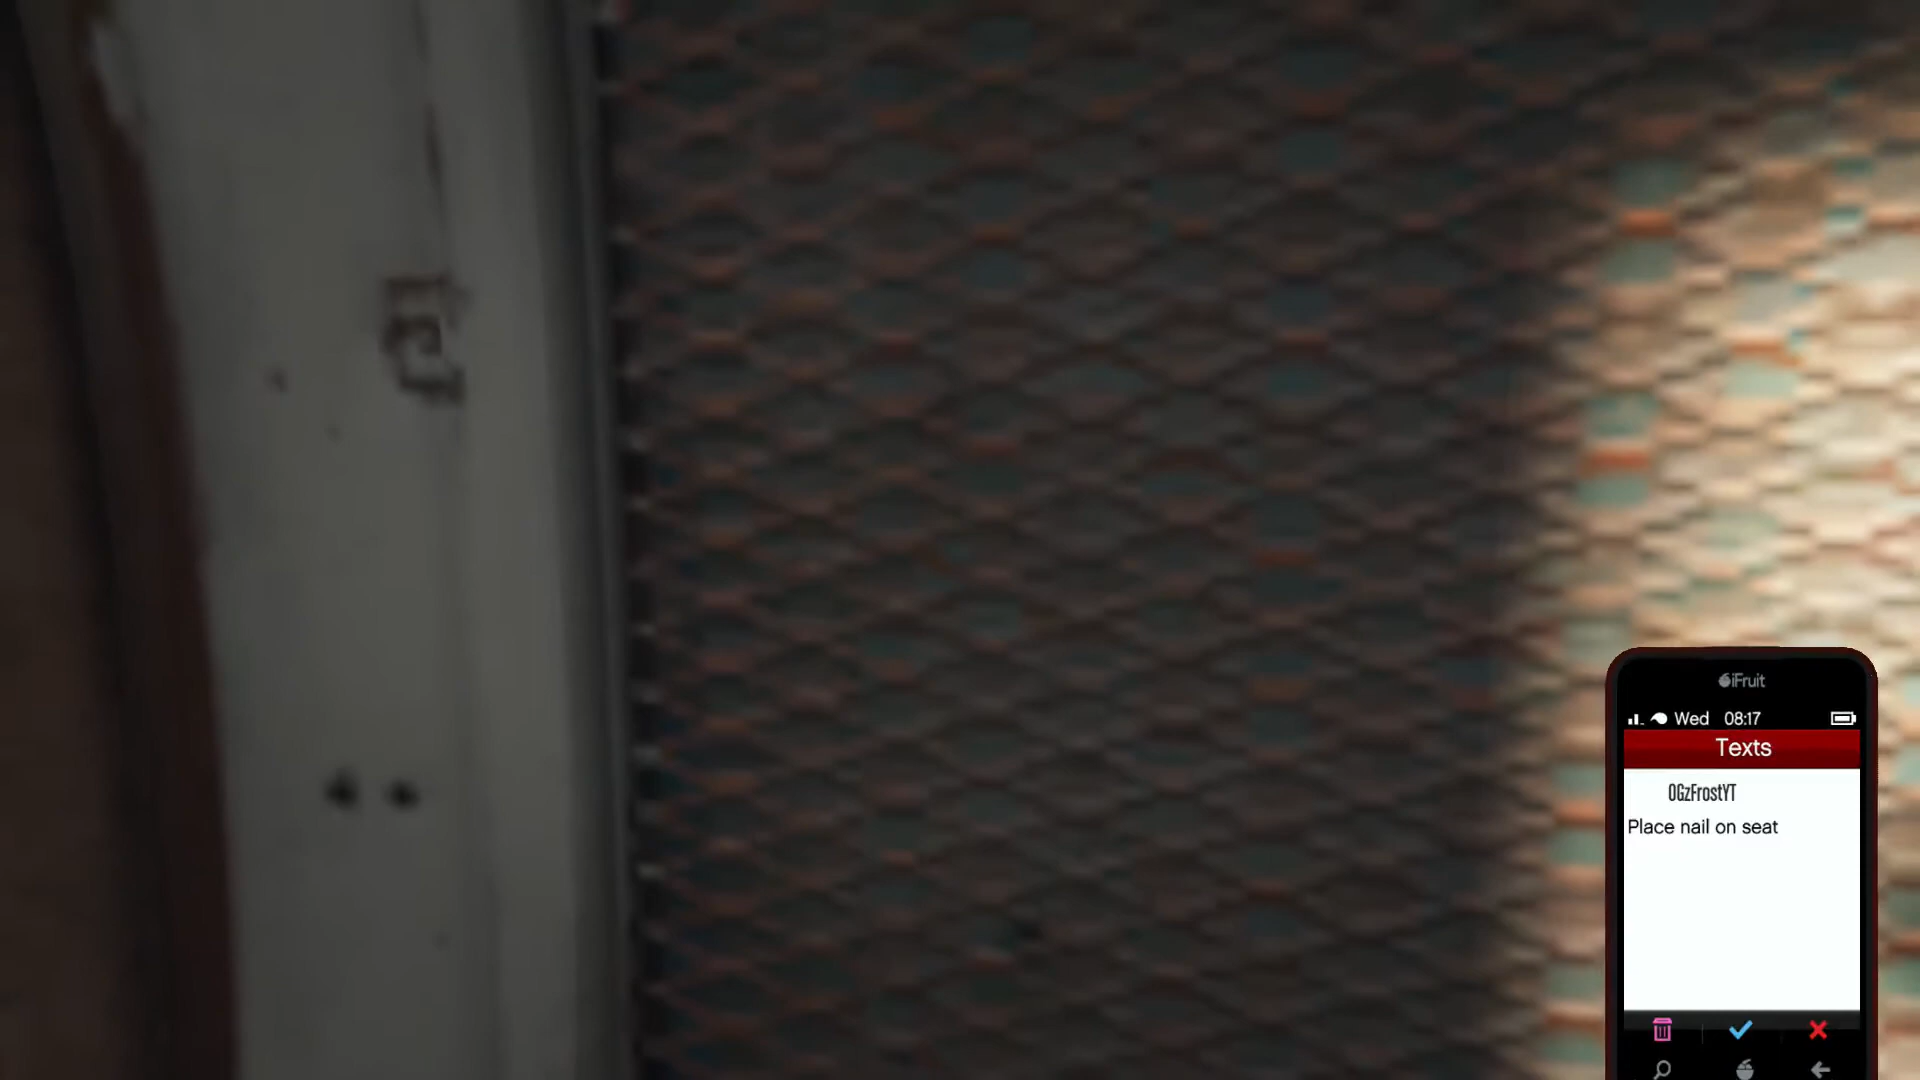 iFruit
Wed 08:17
Texts
OGzFrostYT
Place nail on seat